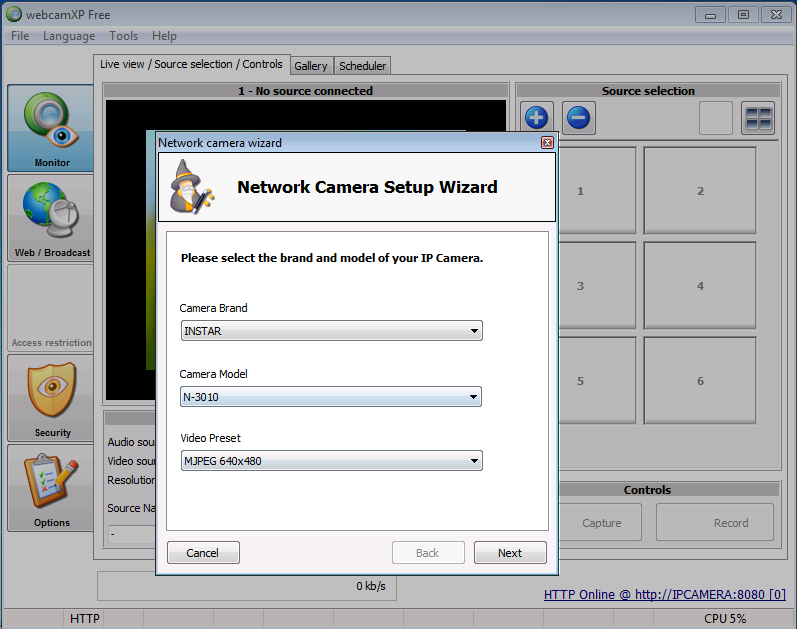 webcamXP Free
File Language Tools Help
Live view / Source selection / Controls Gallery Scheduler
1 - No source connected
Source selection
Monitor
Web / Broadcast
Access restriction
Security
Options
Network camera wizard
Network Camera Setup Wizard
Please select the brand and model of your IP Camera.
Camera Brand
INSTAR
Camera Model
N-3010
Video Preset
MJPEG 640x480
Cancel Back Next
1 2
3 4
5 6
Audio sou
Video sour
Resolution
Source Na
-
Controls
Capture Record
0 kb/s
HTTP Online @ http://IPCAMERA:8080 [0]
HTTP CPU 5%